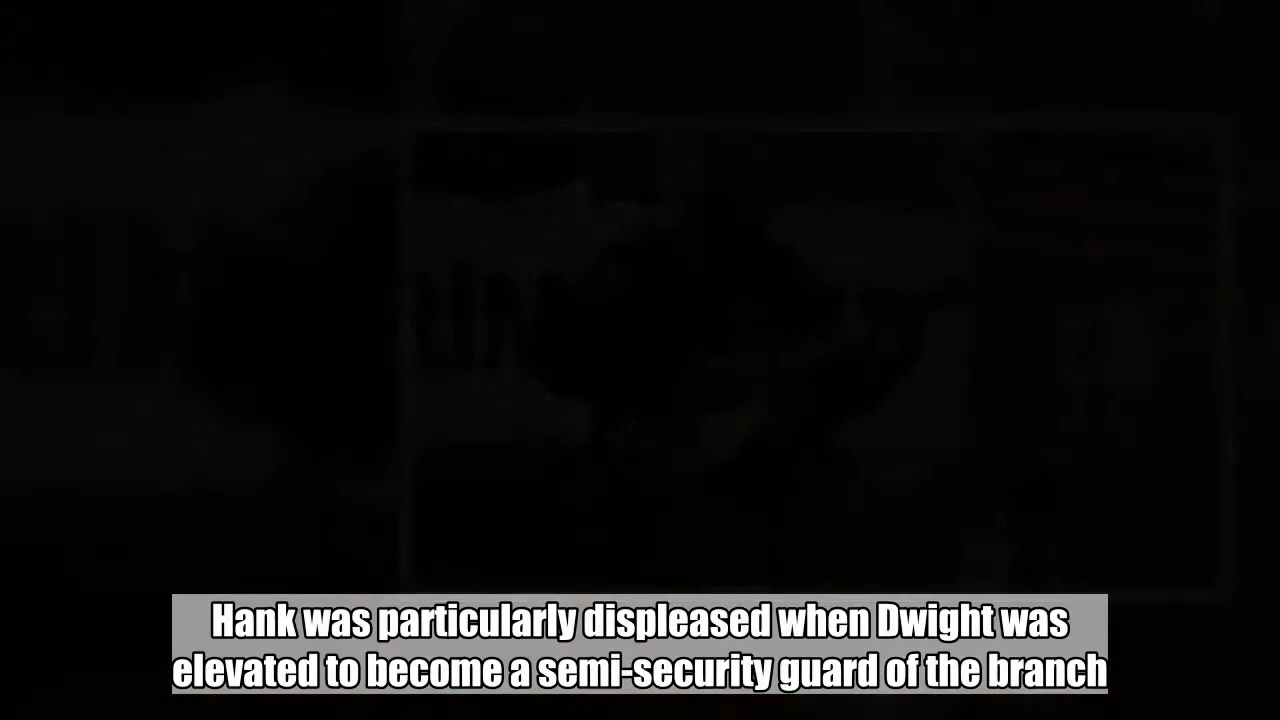 Hank was particularly displeased when Dwight was
elevated to become a semi-security guard of the branch